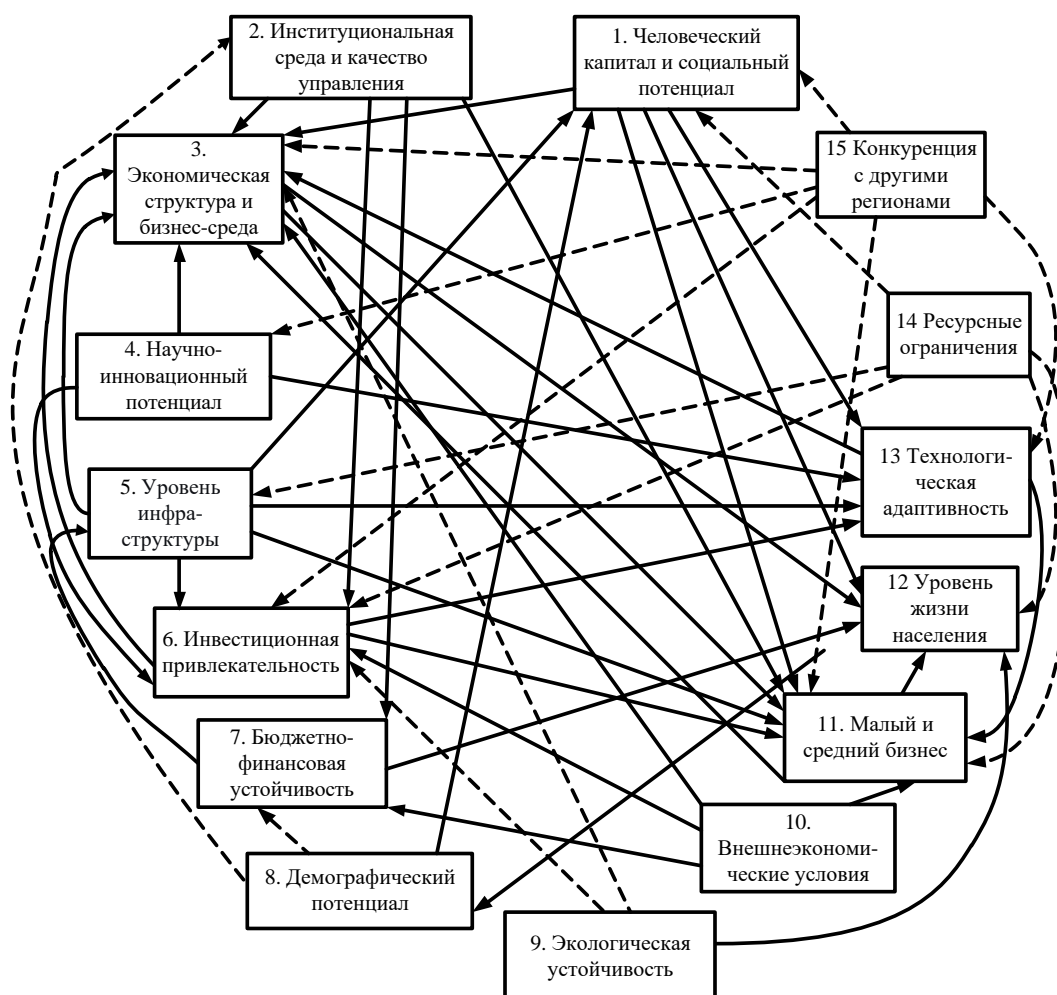 2. Институциональная
среда и качество
управления
1. Человеческий
капитал и социальный
потенциал
3.
Экономическая
структура и
бизнес-среда
15 Конкуренция
с другими
регионами
14 Ресурсные
ограничения
4. Научно-
инновационный
потенциал
13 Технологи-
ческая
адаптивность
5. Уровень
инфра-
структуры
12 Уровень
жизни
населения
6. Инвестиционная
привлекательность
11. Малый и
средний бизнес
7. Бюджетно-
финансовая
устойчивость
10.
Внешнеэкономи-
ческие условия
8. Демографический
потенциал
9. Экологическая
устойчивость